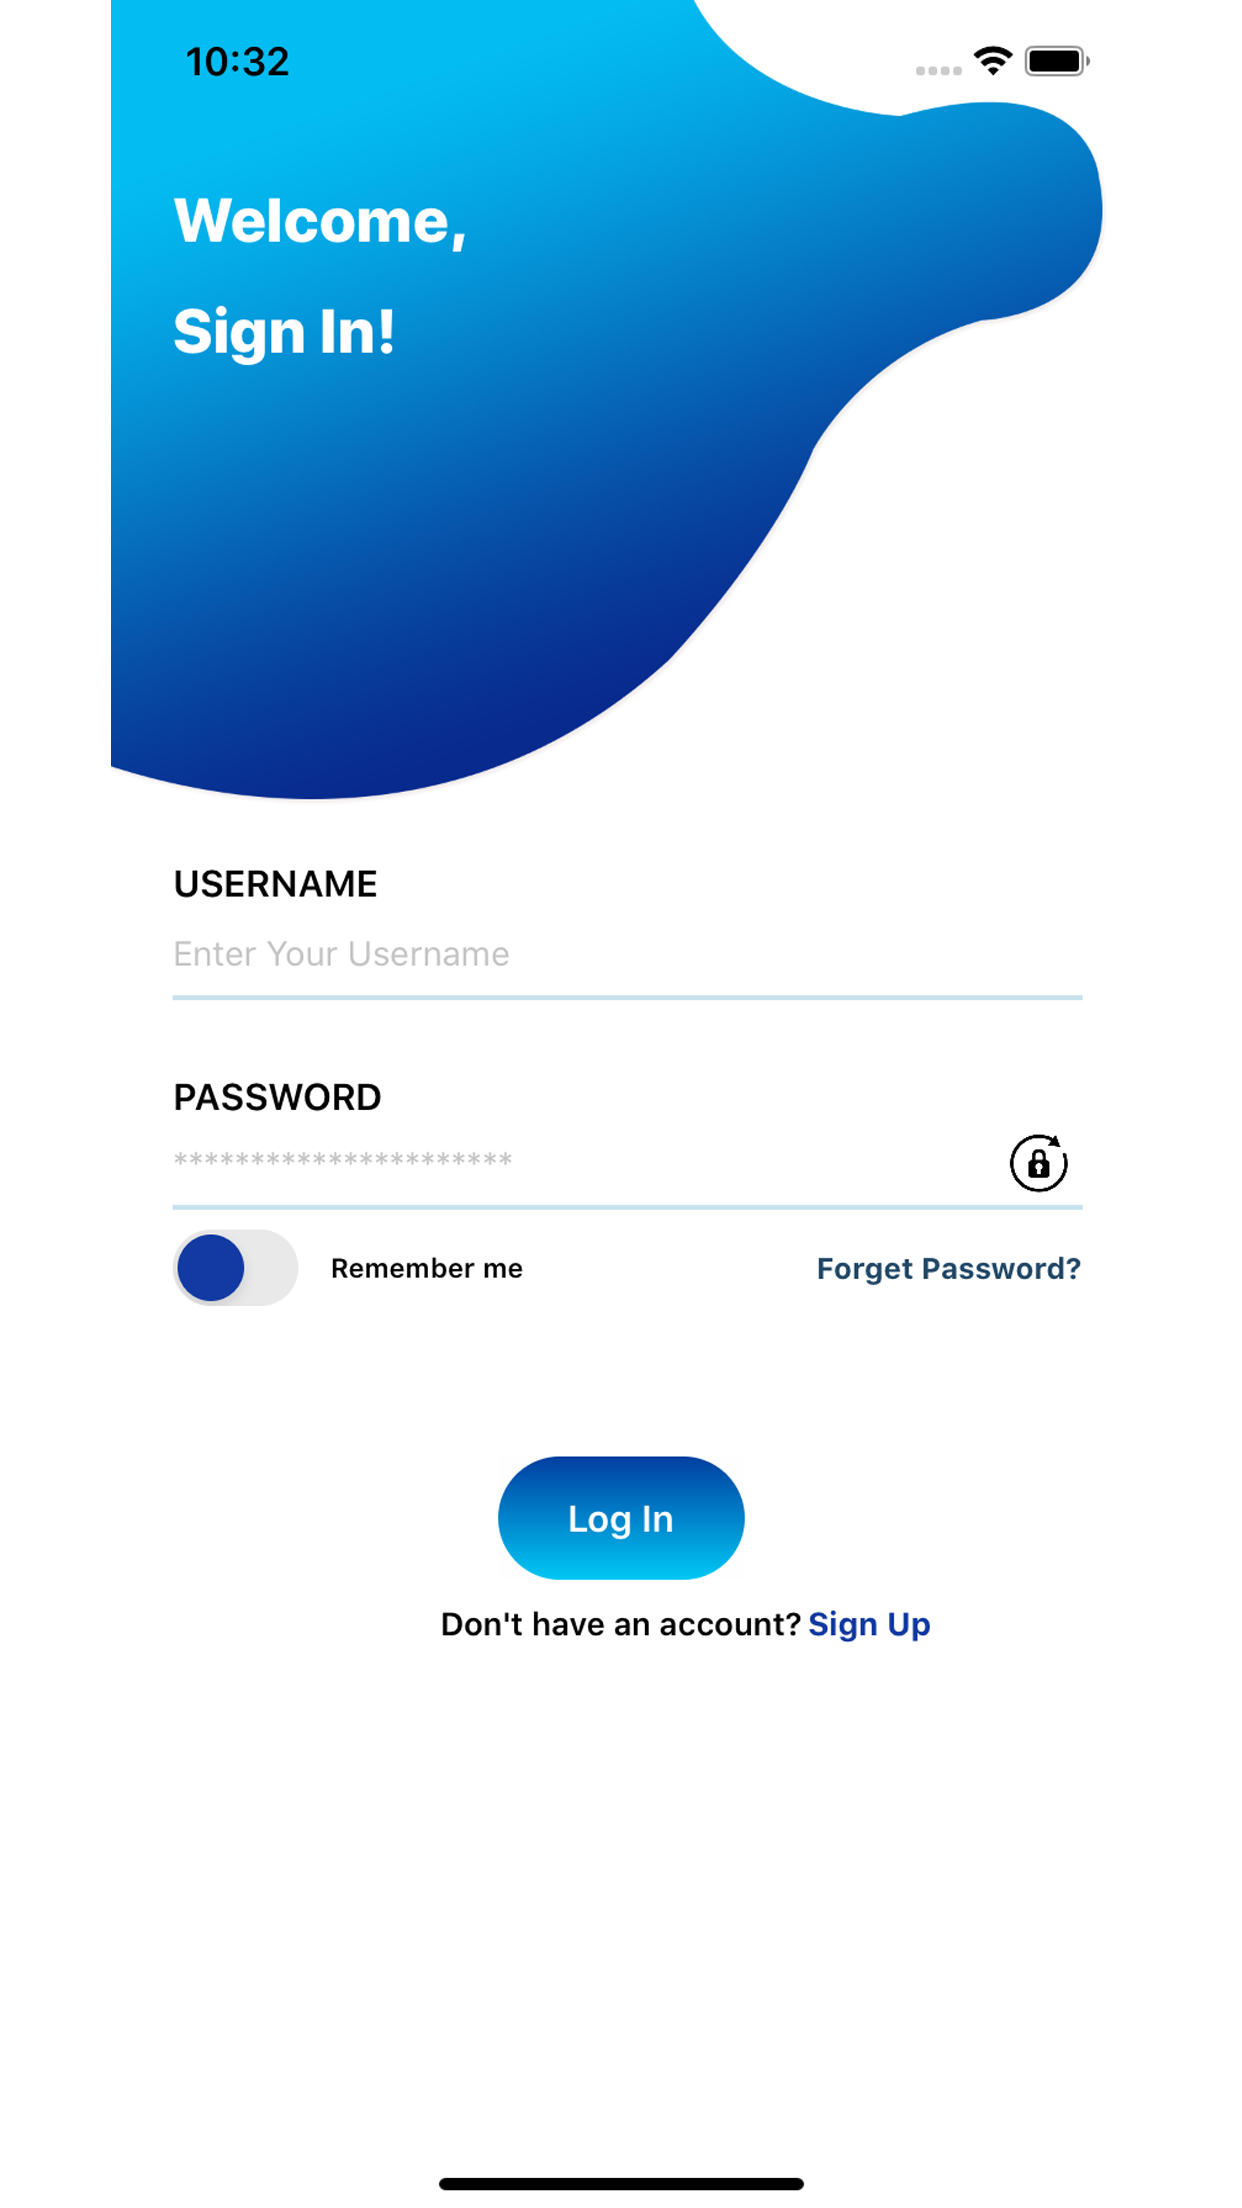 10:32
Welcome,
Sign In!
USERNAME
Enter Your Username
PASSWORD
**********************
Remember me
Forget Password?
Log In
Don't have an account? Sign Up